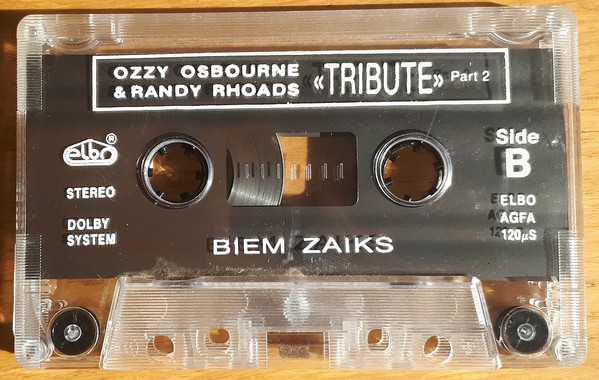 OZZY OSBOURNE
& RANDY RHOADS
«TRIBUTE» Part 2
elbo®
STEREO
DOLBY
SYSTEM
Side
B
ELBO
AGFA
120µS
BIEM ZAIKS